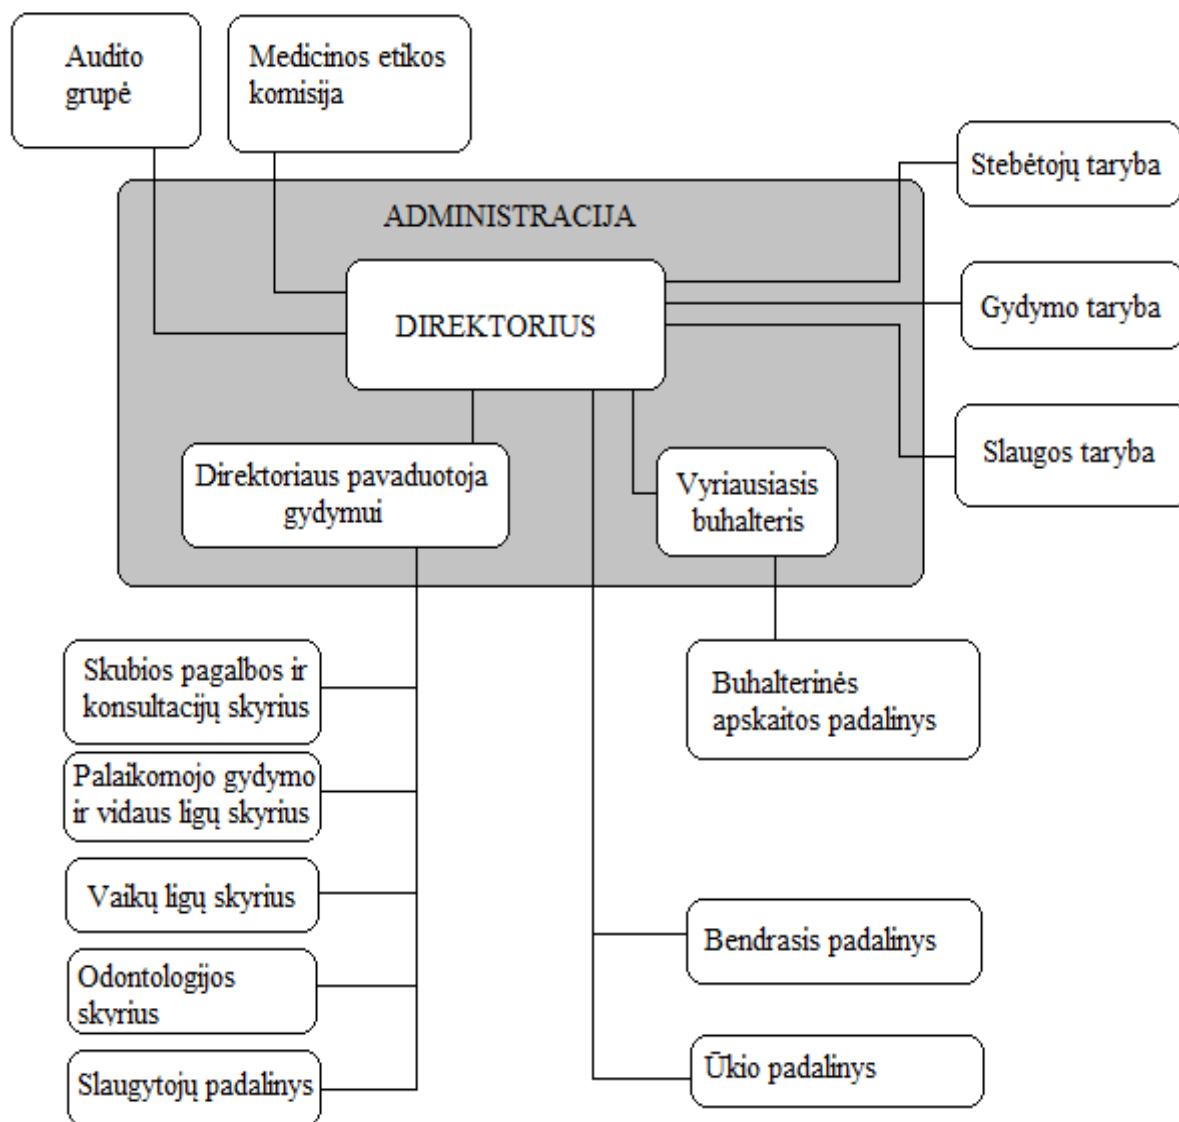 Audito
grupė
Medicinos etikos
komisija
Stebėtojų taryba
ADMINISTRACIJA
Gydymo taryba
DIREKTORIUS
Slaugos taryba
Direktoriaus pavaduotoja
gydymui
Vyriausiasis
buhalteris
Skubios pagalbos ir
konsultacijų skyrius
Buhalterinės
apskaitos padalinys
Palaikomojo gydymo
ir vidaus ligų skyrius
Vaikų ligų skyrius
Bendrasis padalinys
Odontologijos
skyrius
Ūkio padalinys
Slaugytojų padalinys